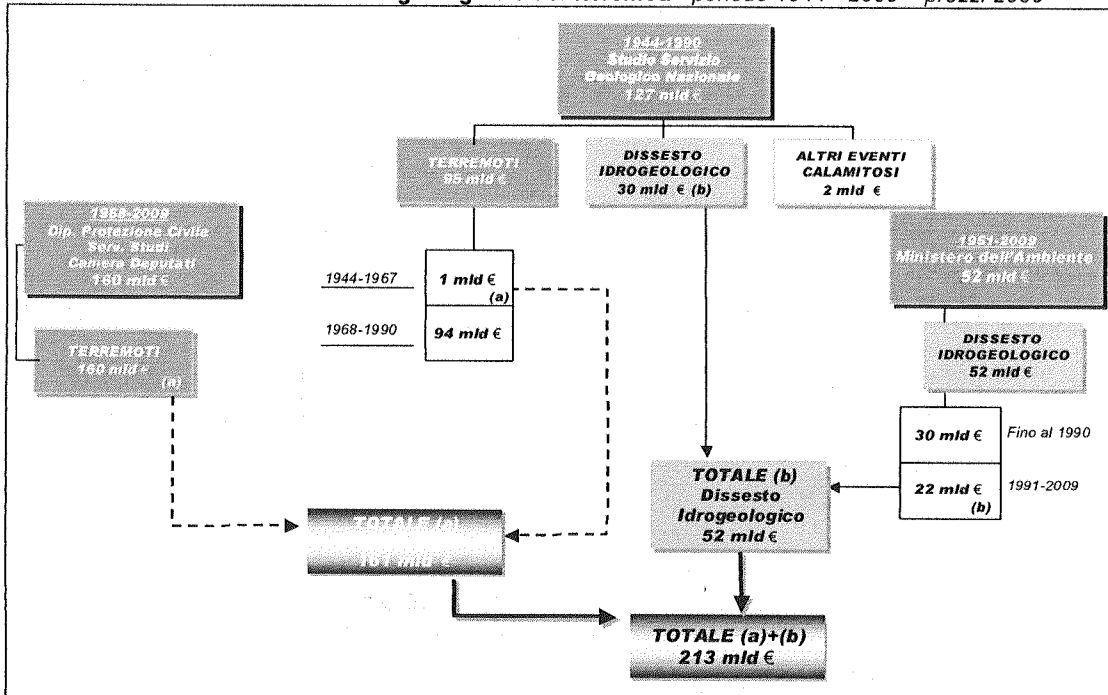 periodo 1944 - 2009 - prezzi 2009
1944-1990
Studio Servizio
Geologico Nazionale
127 mld €
TERREMOTI
95 mld €
DISSESTO
IDROGEOLOGICO
30 mld € (b)
ALTRI EVENTI
CALAMITOSI
2 mld €
1968-2009
Dip. Protezione Civile
Serv. Studi
Camera Deputati
160 mld €
TERREMOTI
160 mld €
(a)
1944-1967
1 mld €
(a)
1968-1990
94 mld €
Ministero dell'Ambiente
52 mld €
DISSESTO
IDROGEOLOGICO
52 mld €
30 mld €
Fino al 1990
22 mld €
(b)
1991-2009
TOTALE (a)
161 mld €
TOTALE (b)
Dissesto
Idrogeologico
52 mld €
TOTALE (a)+(b)
213 mld €